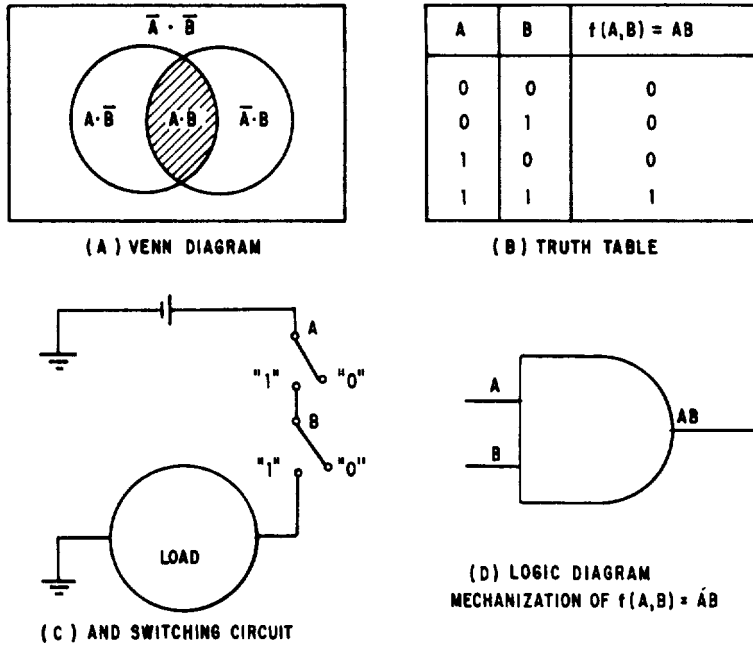 A̅ · B̅
A·B̅ A·B A̅·B
(A) VENN DIAGRAM
A B f(A,B) = AB
0 0 0
0 1 0
1 0 0
1 1 1
(B) TRUTH TABLE
A
"1" "0"
B
"1" "0"
LOAD
(C) AND SWITCHING CIRCUIT
A
B
AB
(D) LOGIC DIAGRAM
MECHANIZATION OF f(A,B) = ÁB